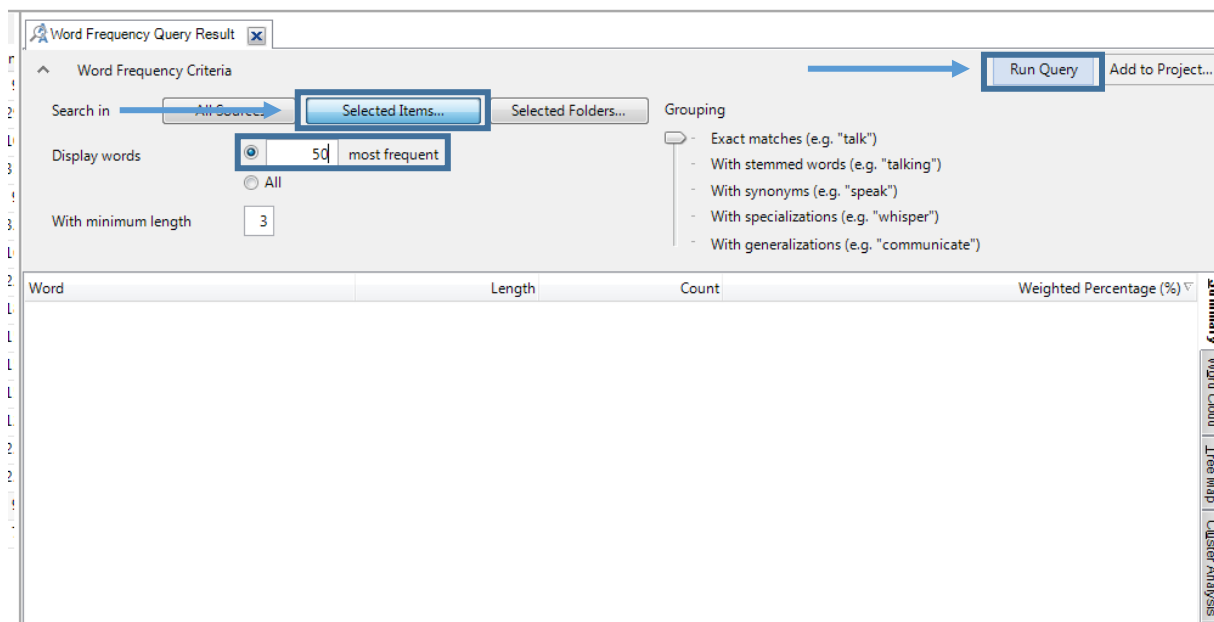 Word Frequency Query Result
Word Frequency Criteria
Run Query
Add to Project...
Search in
All Sources
Selected Items...
Selected Folders...
Grouping
Display words
50
most frequent
All
With minimum length
3
Exact matches (e.g. "talk")
With stemmed words (e.g. "talking")
With synonyms (e.g. "speak")
With specializations (e.g. "whisper")
With generalizations (e.g. "communicate")
Word
Length
Count
Weighted Percentage (%)
Summary
Word Cloud
Tree Map
Cluster Analysis